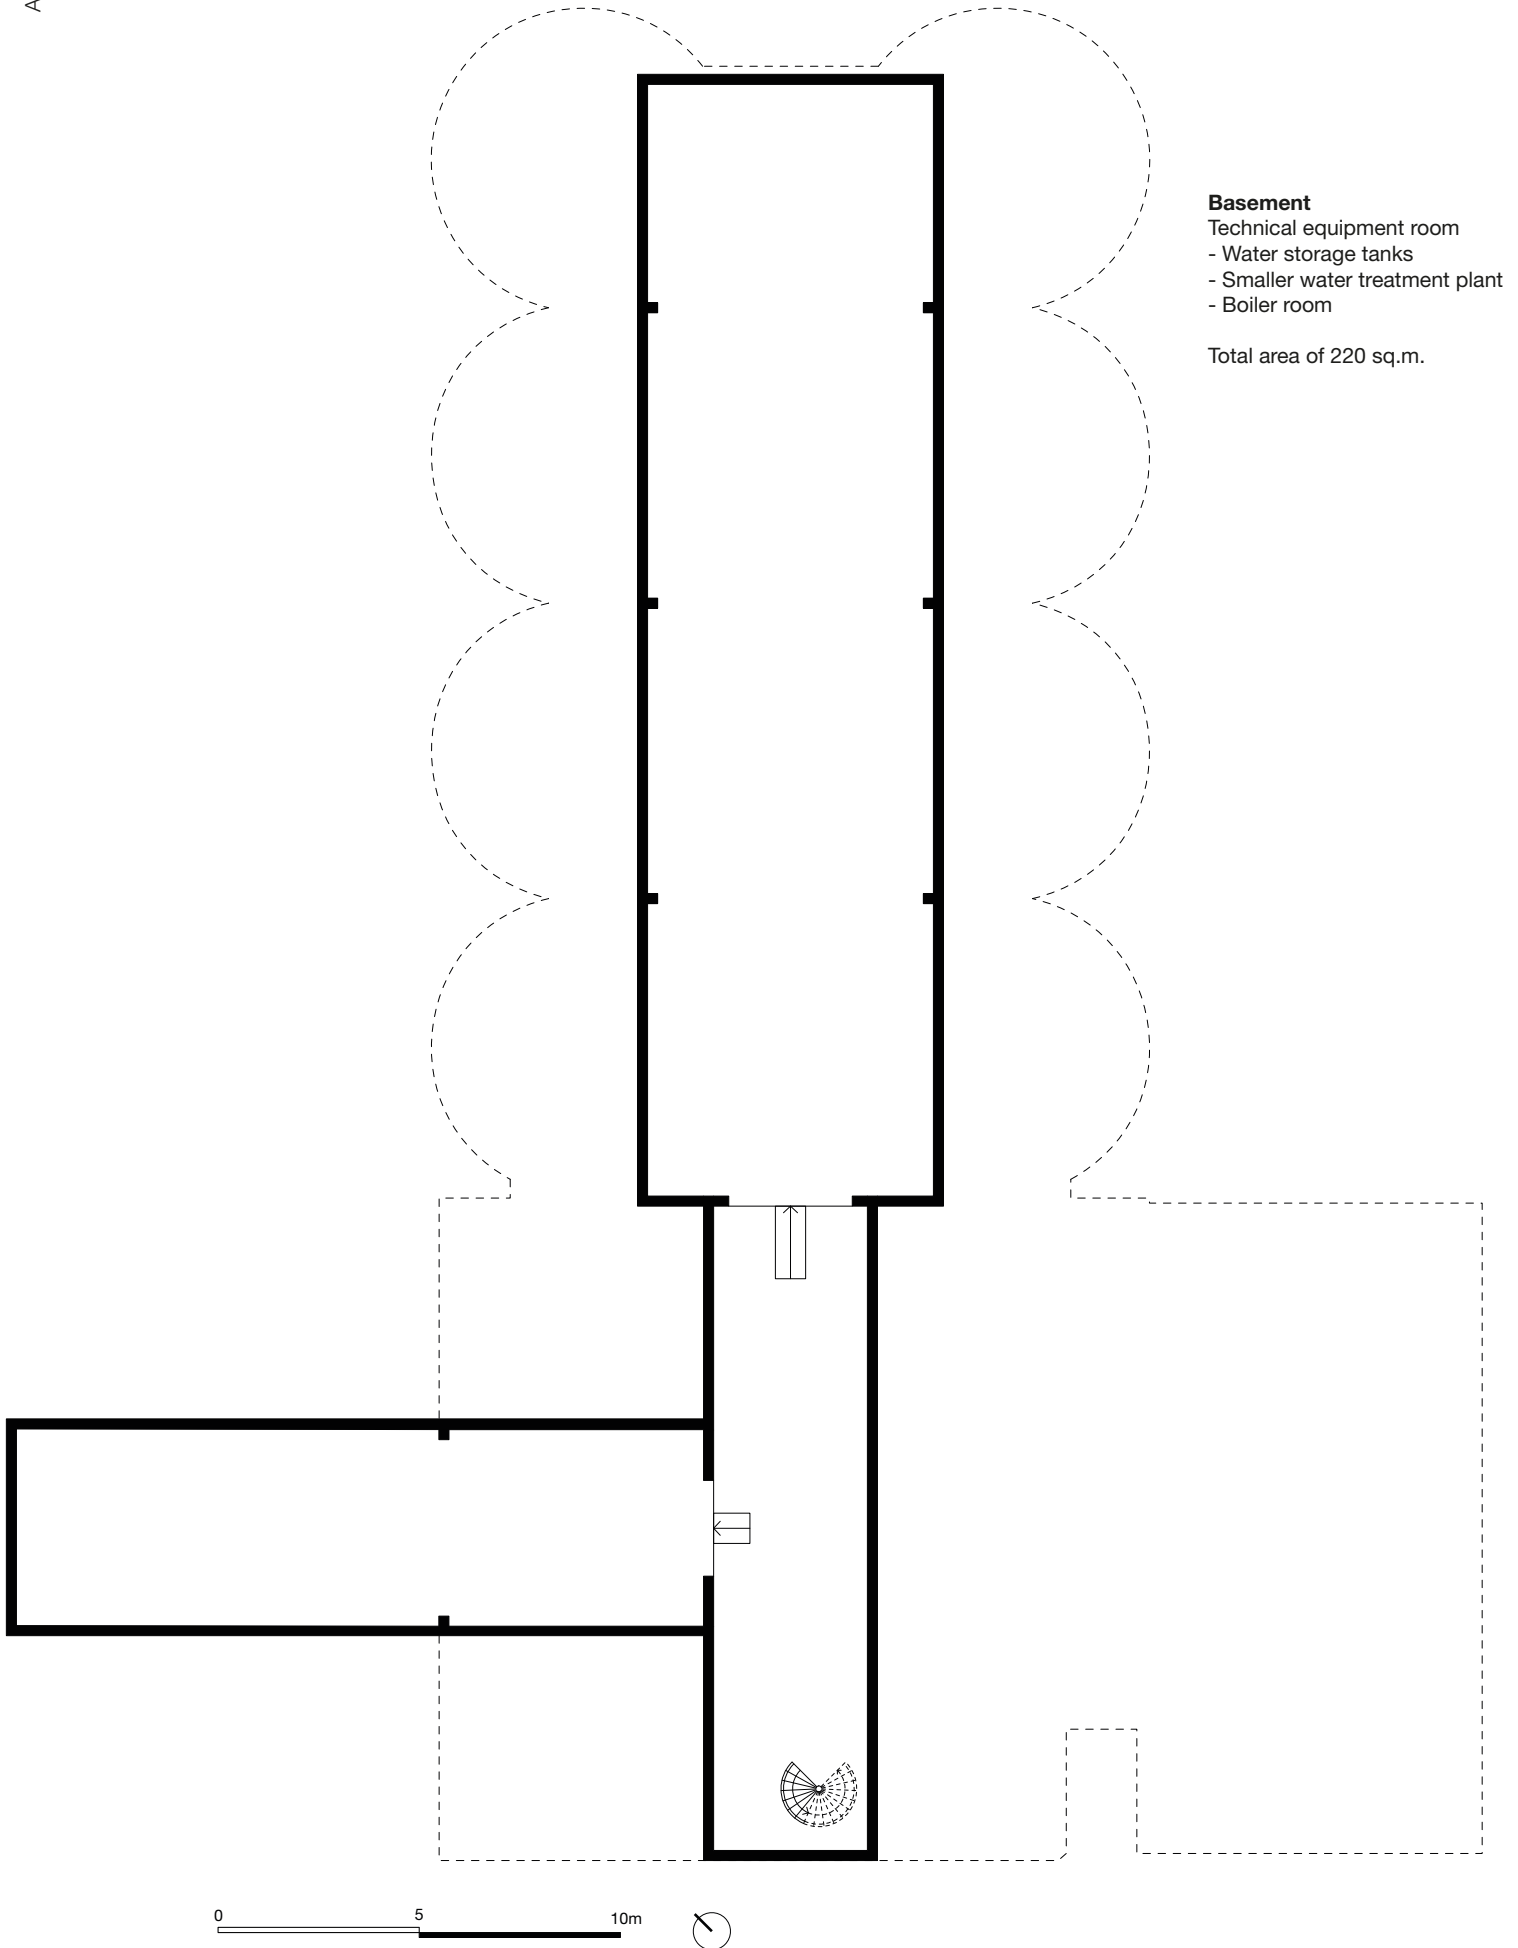 A
Basement
Technical equipment room
- Water storage tanks
- Smaller water treatment plant
- Boiler room
Total area of 220 sq.m.
0 5 10m